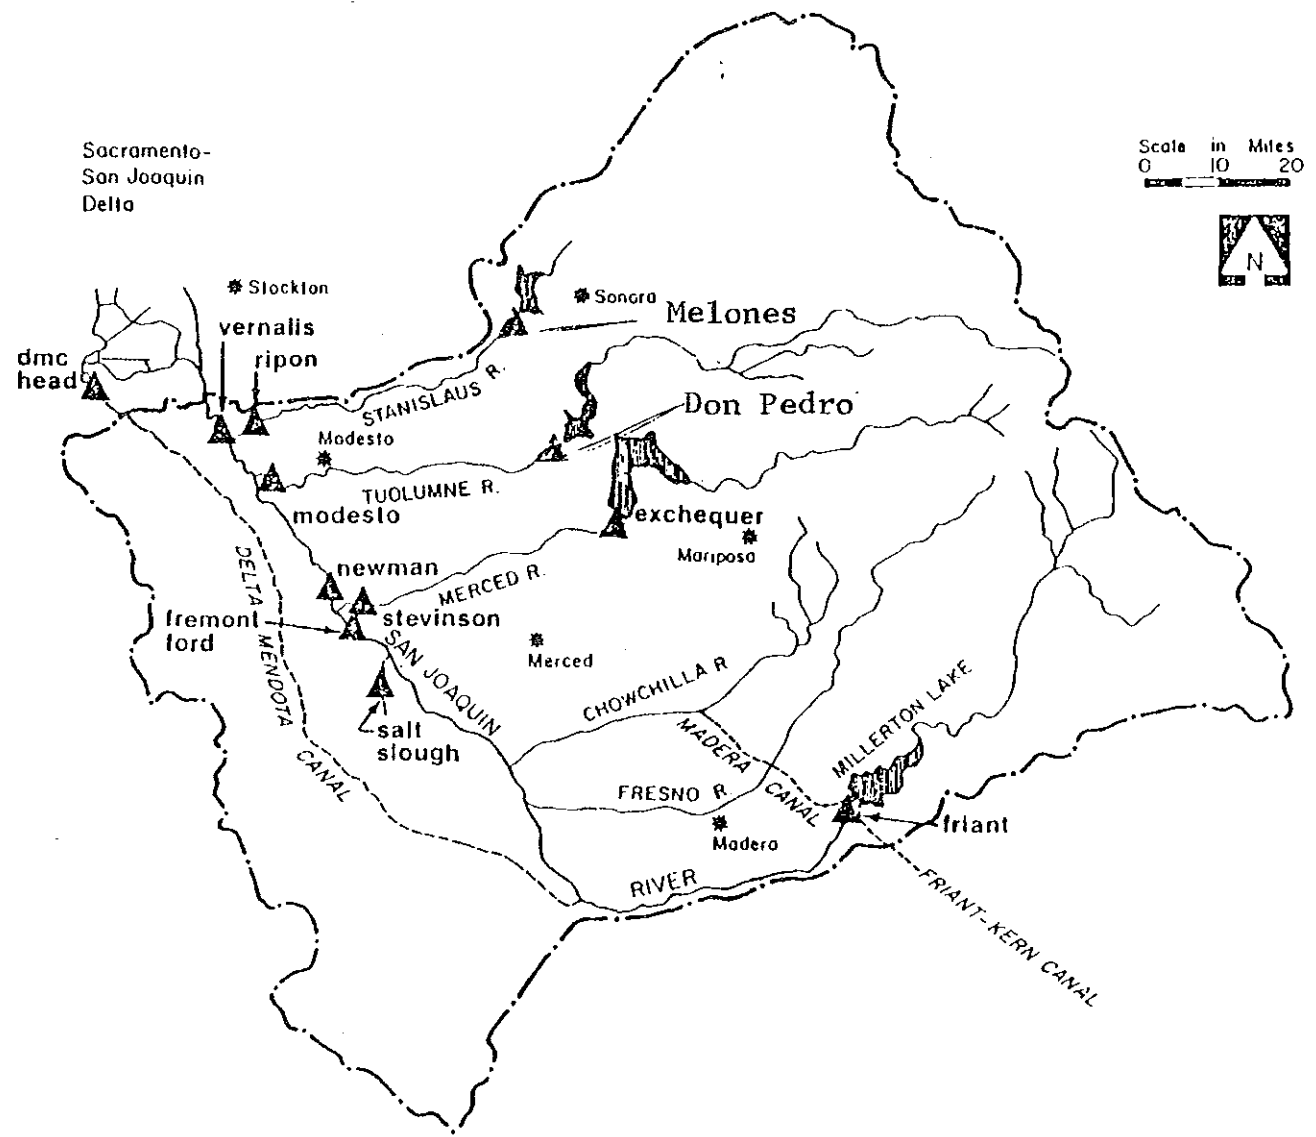 Sacramento-
San Joaquin
Delta
Scale in Miles
0 10 20
N
Stockton
Sonora
Melones
vernalis
ripon
dmc
head
STANISLAUS R.
Don Pedro
Modesto
TUOLUMNE R.
modesto
exchequer
Mariposa
newman
MERCED R.
stevinson
fremont
ford
DELTA MENDOTA CANAL
SAN JOAQUIN RIVER
Merced
salt
slough
CHOWCHILLA R
MADERA CANAL
MILLERTON LAKE
FRESNO R.
Madera
friant
FRIANT-KERN CANAL